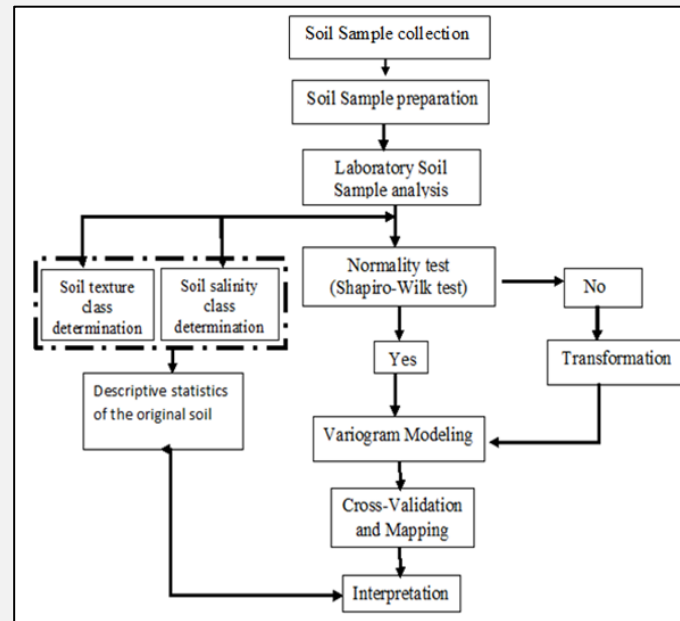 Soil Sample collection
Soil Sample preparation
Laboratory Soil
Sample analysis
Soil texture
class
determination
Soil salinity
class
determination
Normality test
(Shapiro-Wilk test)
No
Yes
Transformation
Descriptive statistics
of the original soil
Variogram Modeling
Cross-Validation
and Mapping
Interpretation